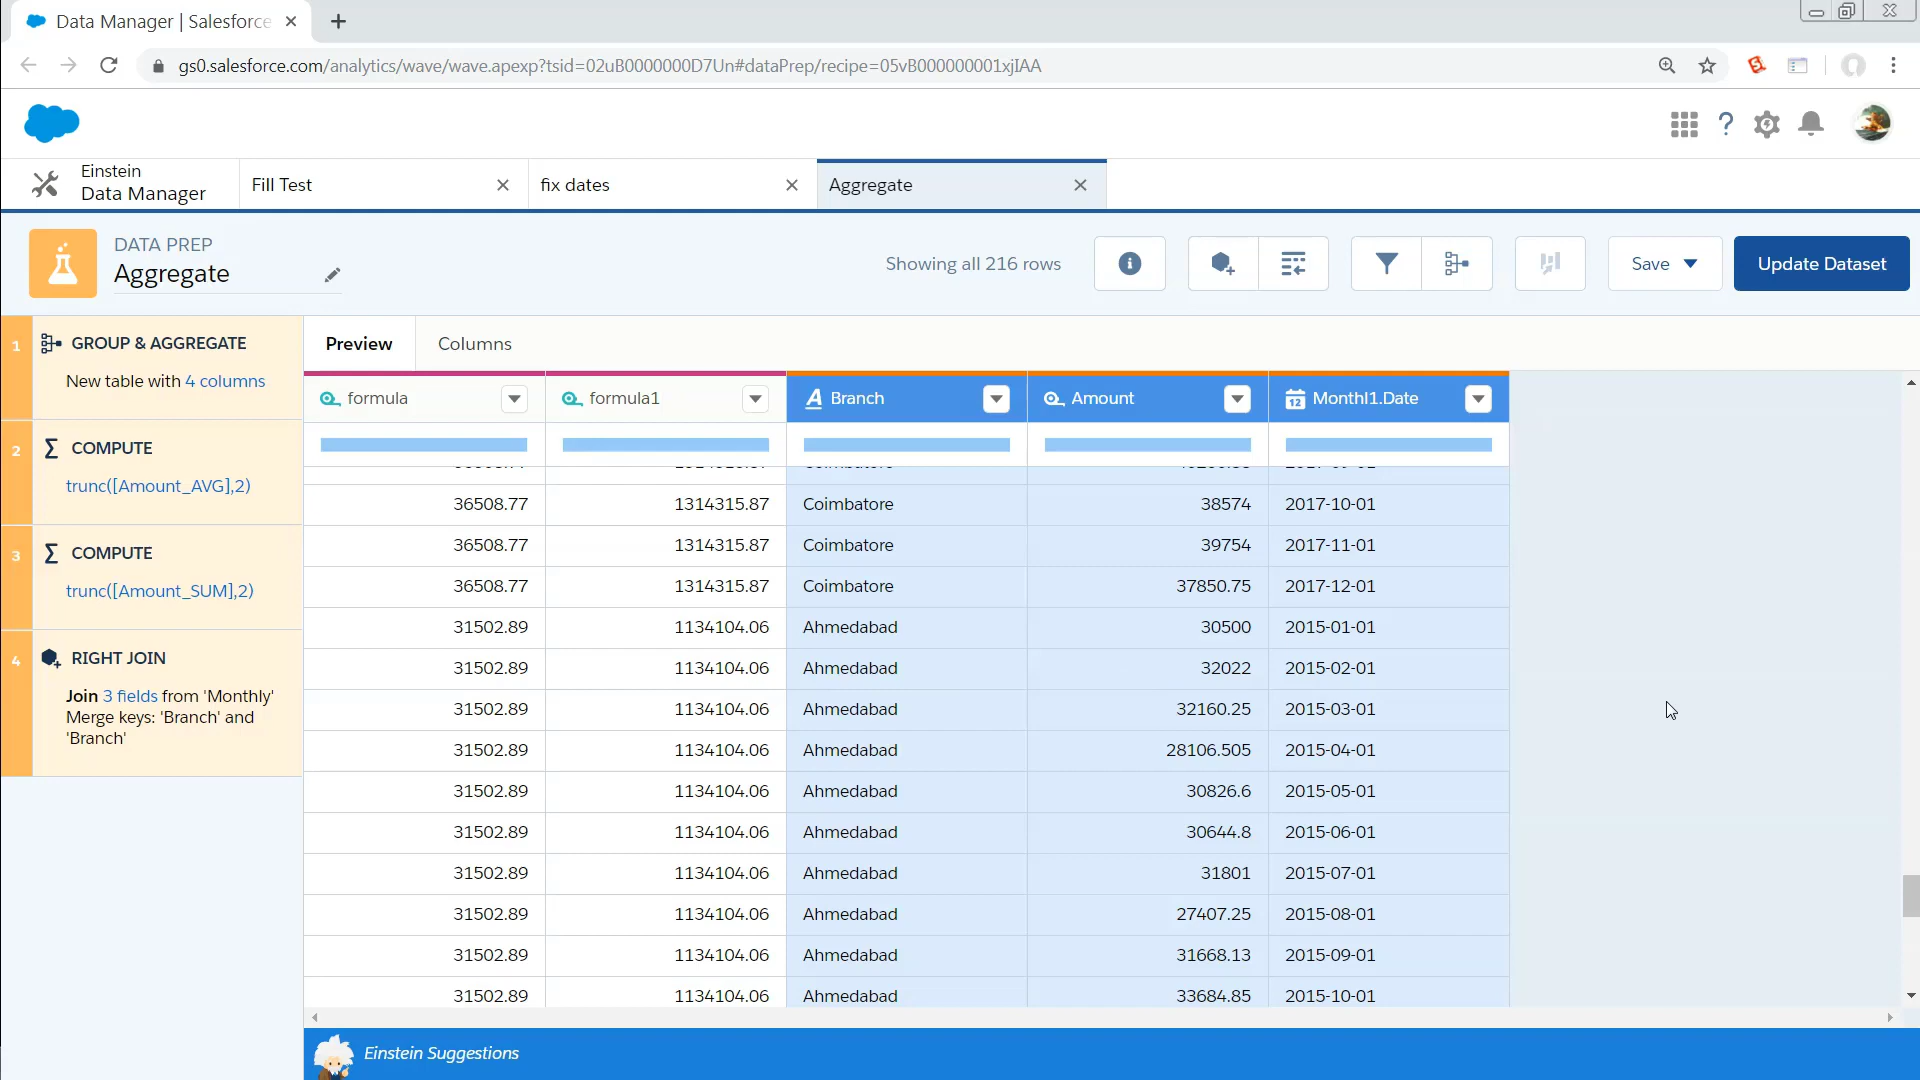 Data Manager | Salesforce
gs0.salesforce.com/analytics/wave/wave.apexp?tsid=02uB0000000D7Un#dataPrep/recipe=05vB000000001xjIAA
Einstein
Data Manager
Fill Test
fix dates
Aggregate
DATA PREP
Aggregate
Showing all 216 rows
Save
Update Dataset
1
GROUP & AGGREGATE
New table with 4 columns
2
COMPUTE
trunc([Amount_AVG],2)
3
COMPUTE
trunc([Amount_SUM],2)
4
RIGHT JOIN
Join 3 fields from 'Monthly'
Merge keys: 'Branch' and
'Branch'
Preview
Columns
formula
formula1
A Branch
Amount
12 Monthl1.Date
36508.77 1314315.87 Coimbatore 38574 2017-10-01
36508.77 1314315.87 Coimbatore 39754 2017-11-01
36508.77 1314315.87 Coimbatore 37850.75 2017-12-01
31502.89 1134104.06 Ahmedabad 30500 2015-01-01
31502.89 1134104.06 Ahmedabad 32022 2015-02-01
31502.89 1134104.06 Ahmedabad 32160.25 2015-03-01
31502.89 1134104.06 Ahmedabad 28106.505 2015-04-01
31502.89 1134104.06 Ahmedabad 30826.6 2015-05-01
31502.89 1134104.06 Ahmedabad 30644.8 2015-06-01
31502.89 1134104.06 Ahmedabad 31801 2015-07-01
31502.89 1134104.06 Ahmedabad 27407.25 2015-08-01
31502.89 1134104.06 Ahmedabad 31668.13 2015-09-01
31502.89 1134104.06 Ahmedabad 33684.85 2015-10-01
Einstein Suggestions